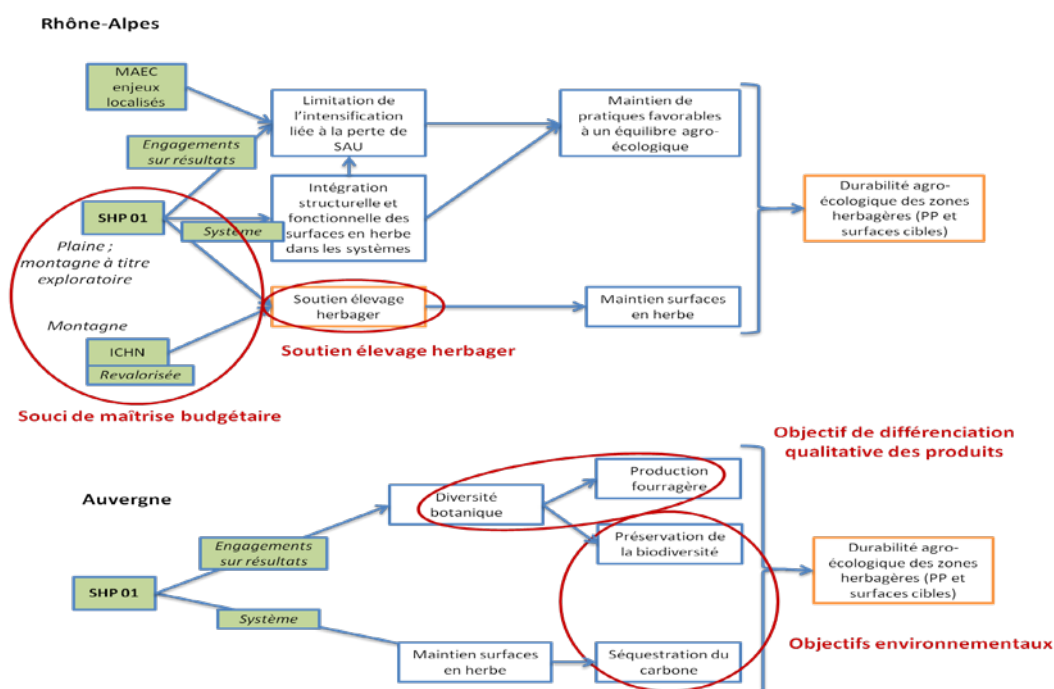 Rhône-Alpes
MAEC
enjeux
localisés
Limitation de
l'intensification
liée à la perte de
SAU
Maintien de
pratiques favorables
à un équilibre agro-
écologique
Engagements
sur résultats
Intégration
structurelle et
fonctionnelle des
surfaces en herbe
dans les systèmes
Durabilité agro-
écologique des zones
herbagères (PP et
surfaces cibles)
SHP 01
Système
Plaine ;
montagne à titre
exploratoire
Soutien élevage
herbager
Maintien surfaces
en herbe
Montagne
ICHN
Revalorisée
Soutien élevage herbager
Souci de maîtrise budgétaire
Objectif de différenciation
qualitative des produits
Auvergne
Production
fourragère
Diversité
botanique
Engagements
sur résultats
Préservation de
la biodiversité
Durabilité agro-
écologique des zones
herbagères (PP et
surfaces cibles)
SHP 01
Système
Maintien surfaces
en herbe
Séquestration du
carbone
Objectifs environnementaux